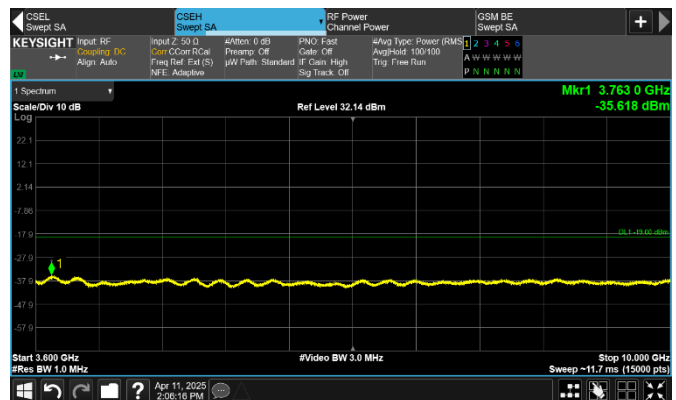 CSEL
Swept SA
CSEH
Swept SA
RF Power
Channel Power
GSM BE
Swept SA
KEYSIGHT
Input: RF
Coupling: DC
Align: Auto
Input Z: 50 Ω
Corr CCorr RCal
Freq Ref: Ext (S)
NFE: Adaptive
#Atten: 0 dB
Preamp: Off
µW Path: Standard
PNO: Fast
Gate: Off
IF Gain: High
Sig Track: Off
#Avg Type: Power (RMS)
Avg|Hold: 100/100
Trig: Free Run
1 2 3 4 5 6
A W W W W W
P N N N N N
1 Spectrum
Scale/Div 10 dB
Ref Level 32.14 dBm
Mkr1 3.763 0 GHz
-35.618 dBm
Log
22.1
12.1
2.14
-7.86
-17.9
DL1 -19.00 dBm
-27.9
1
-37.9
-47.9
-57.9
Start 3.600 GHz
#Video BW 3.0 MHz
Stop 10.000 GHz
#Res BW 1.0 MHz
Sweep ~11.7 ms (15000 pts)
Apr 11, 2025
2:06:16 PM